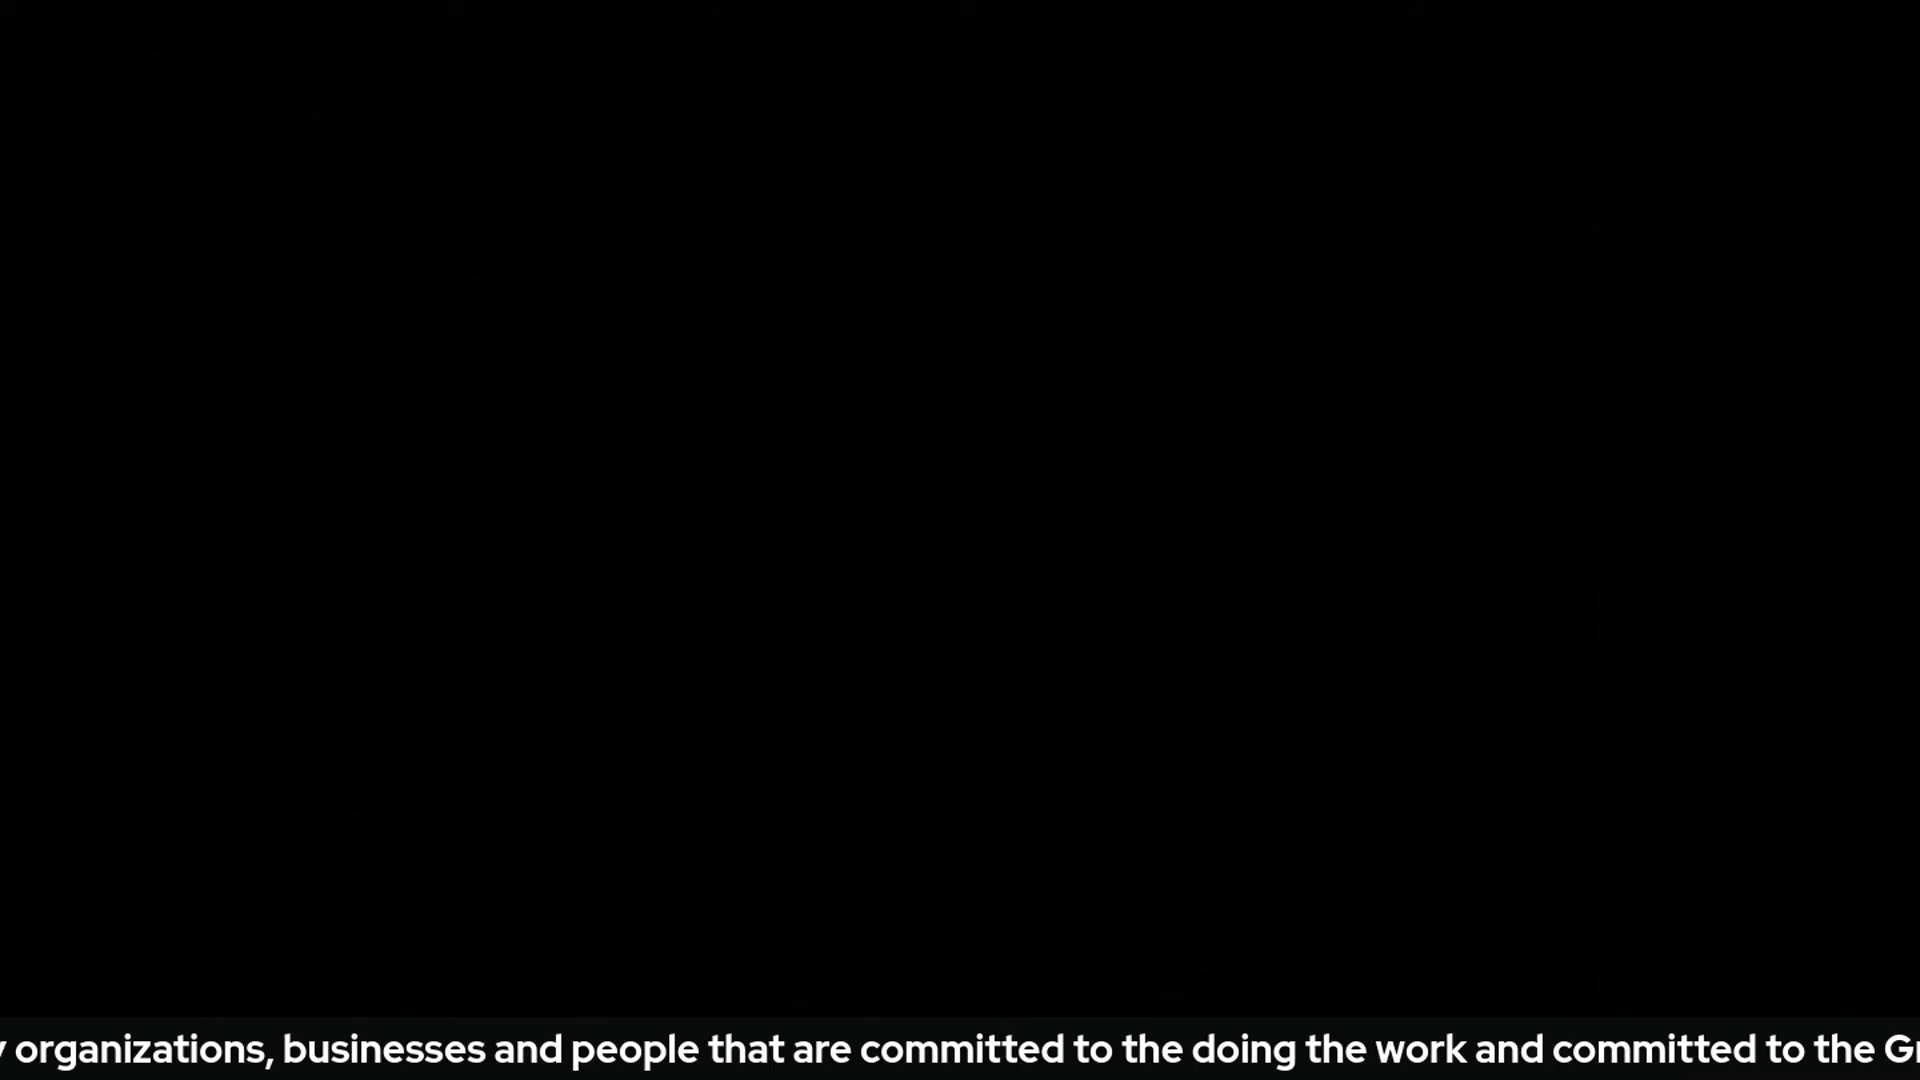 organizations, businesses and people that are committed to the doing the work and committed to the